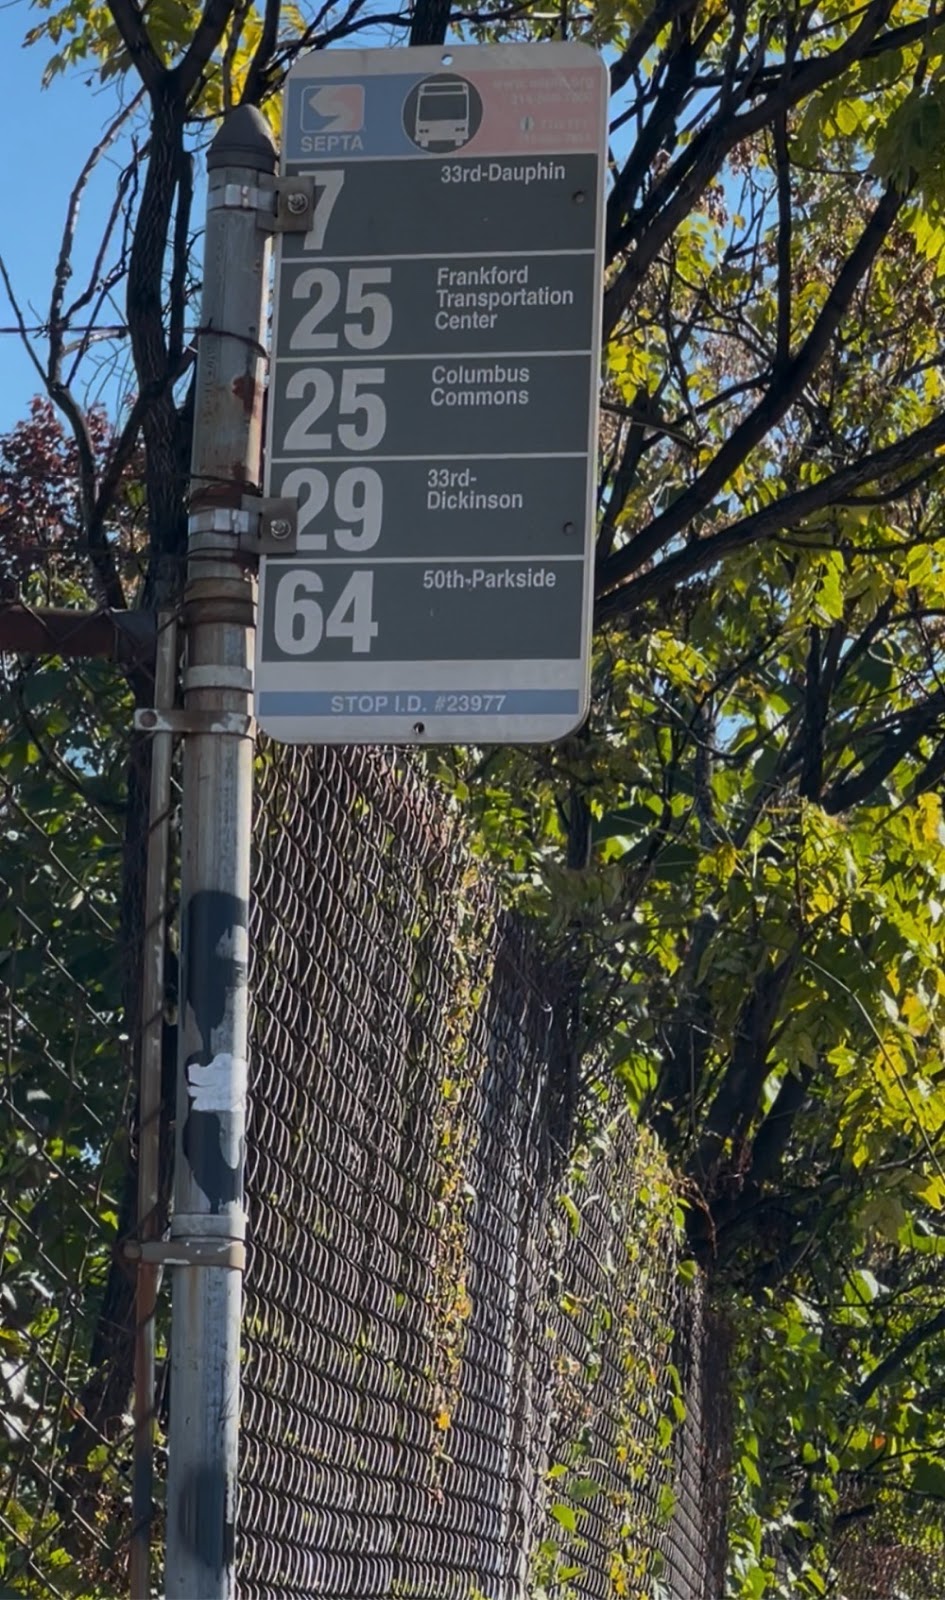 SEPTA
7 33rd-Dauphin
25 Frankford
Transportation
Center
25 Columbus
Commons
29 33rd-
Dickinson
64 50th-Parkside
STOP I.D. #23977